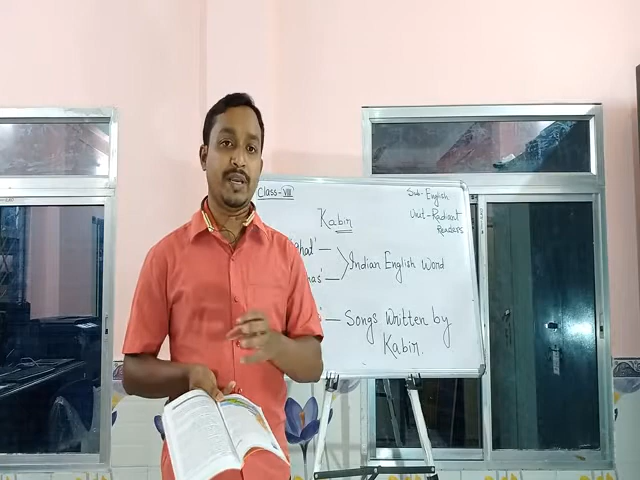 Class-VIII
Sub-English
Unit-Radiant
Readers
Kabir
Indian English Word
Songs Written by
Kabir.